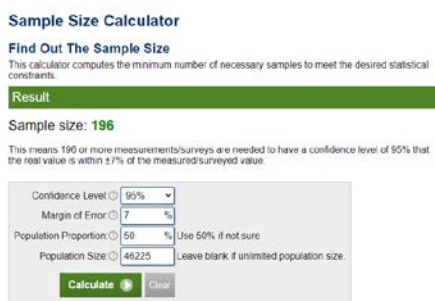 Sample Size Calculator
Find Out The Sample Size
This calculator computes the minimum number of necessary samples to meet the desired statistical
constraints.
Result
Sample size: 196
This means 196 or more measurements/surveys are needed to have a confidence level of 95% that
the real value is within ±7% of the measured/surveyed value.
Confidence Level: 95%
Margin of Error: 7 %
Population Proportion: 50 % Use 50% if not sure
Population Size: 46225 Leave blank if unlimited population size.
Calculate Clear